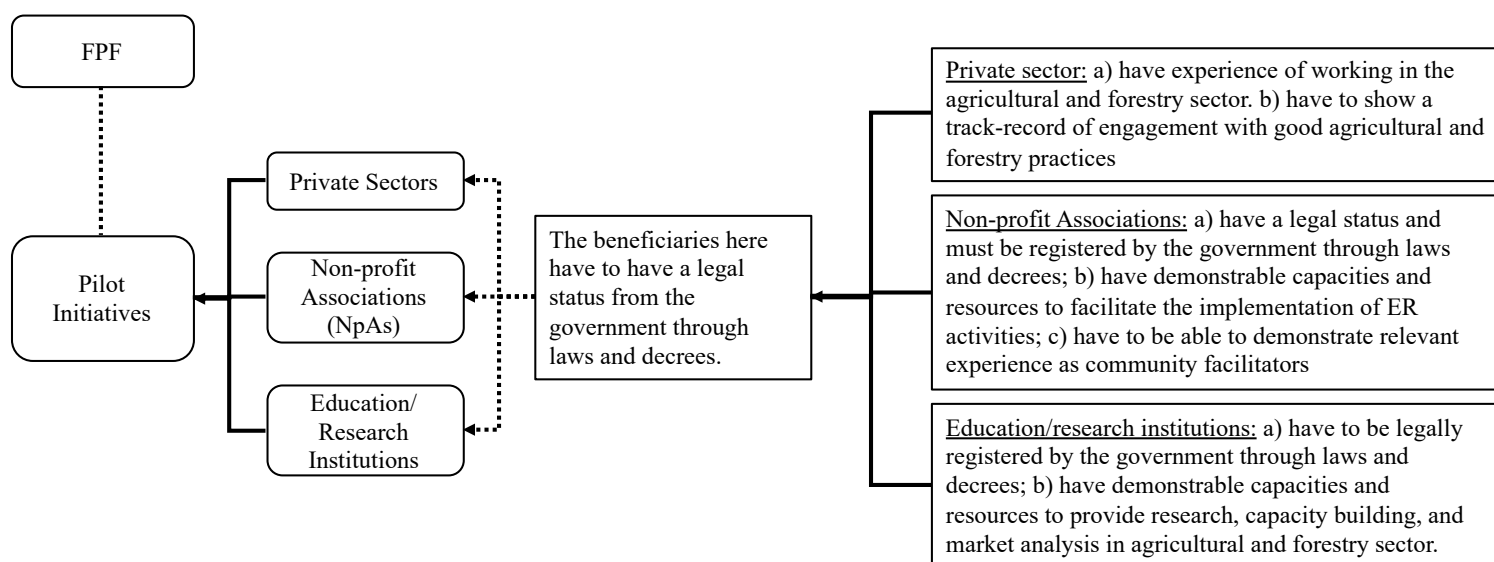 FPF
Pilot
Initiatives
Private Sectors
Non-profit
Associations
(NpAs)
Education/
Research
Institutions
The beneficiaries here
have to have a legal
status from the
government through
laws and decrees.
Private sector: a) have experience of working in the
agricultural and forestry sector. b) have to show a
track-record of engagement with good agricultural and
forestry practices
Non-profit Associations: a) have a legal status and
must be registered by the government through laws
and decrees; b) have demonstrable capacities and
resources to facilitate the implementation of ER
activities; c) have to be able to demonstrate relevant
experience as community facilitators
Education/research institutions: a) have to be legally
registered by the government through laws and
decrees; b) have demonstrable capacities and
resources to provide research, capacity building, and
market analysis in agricultural and forestry sector.